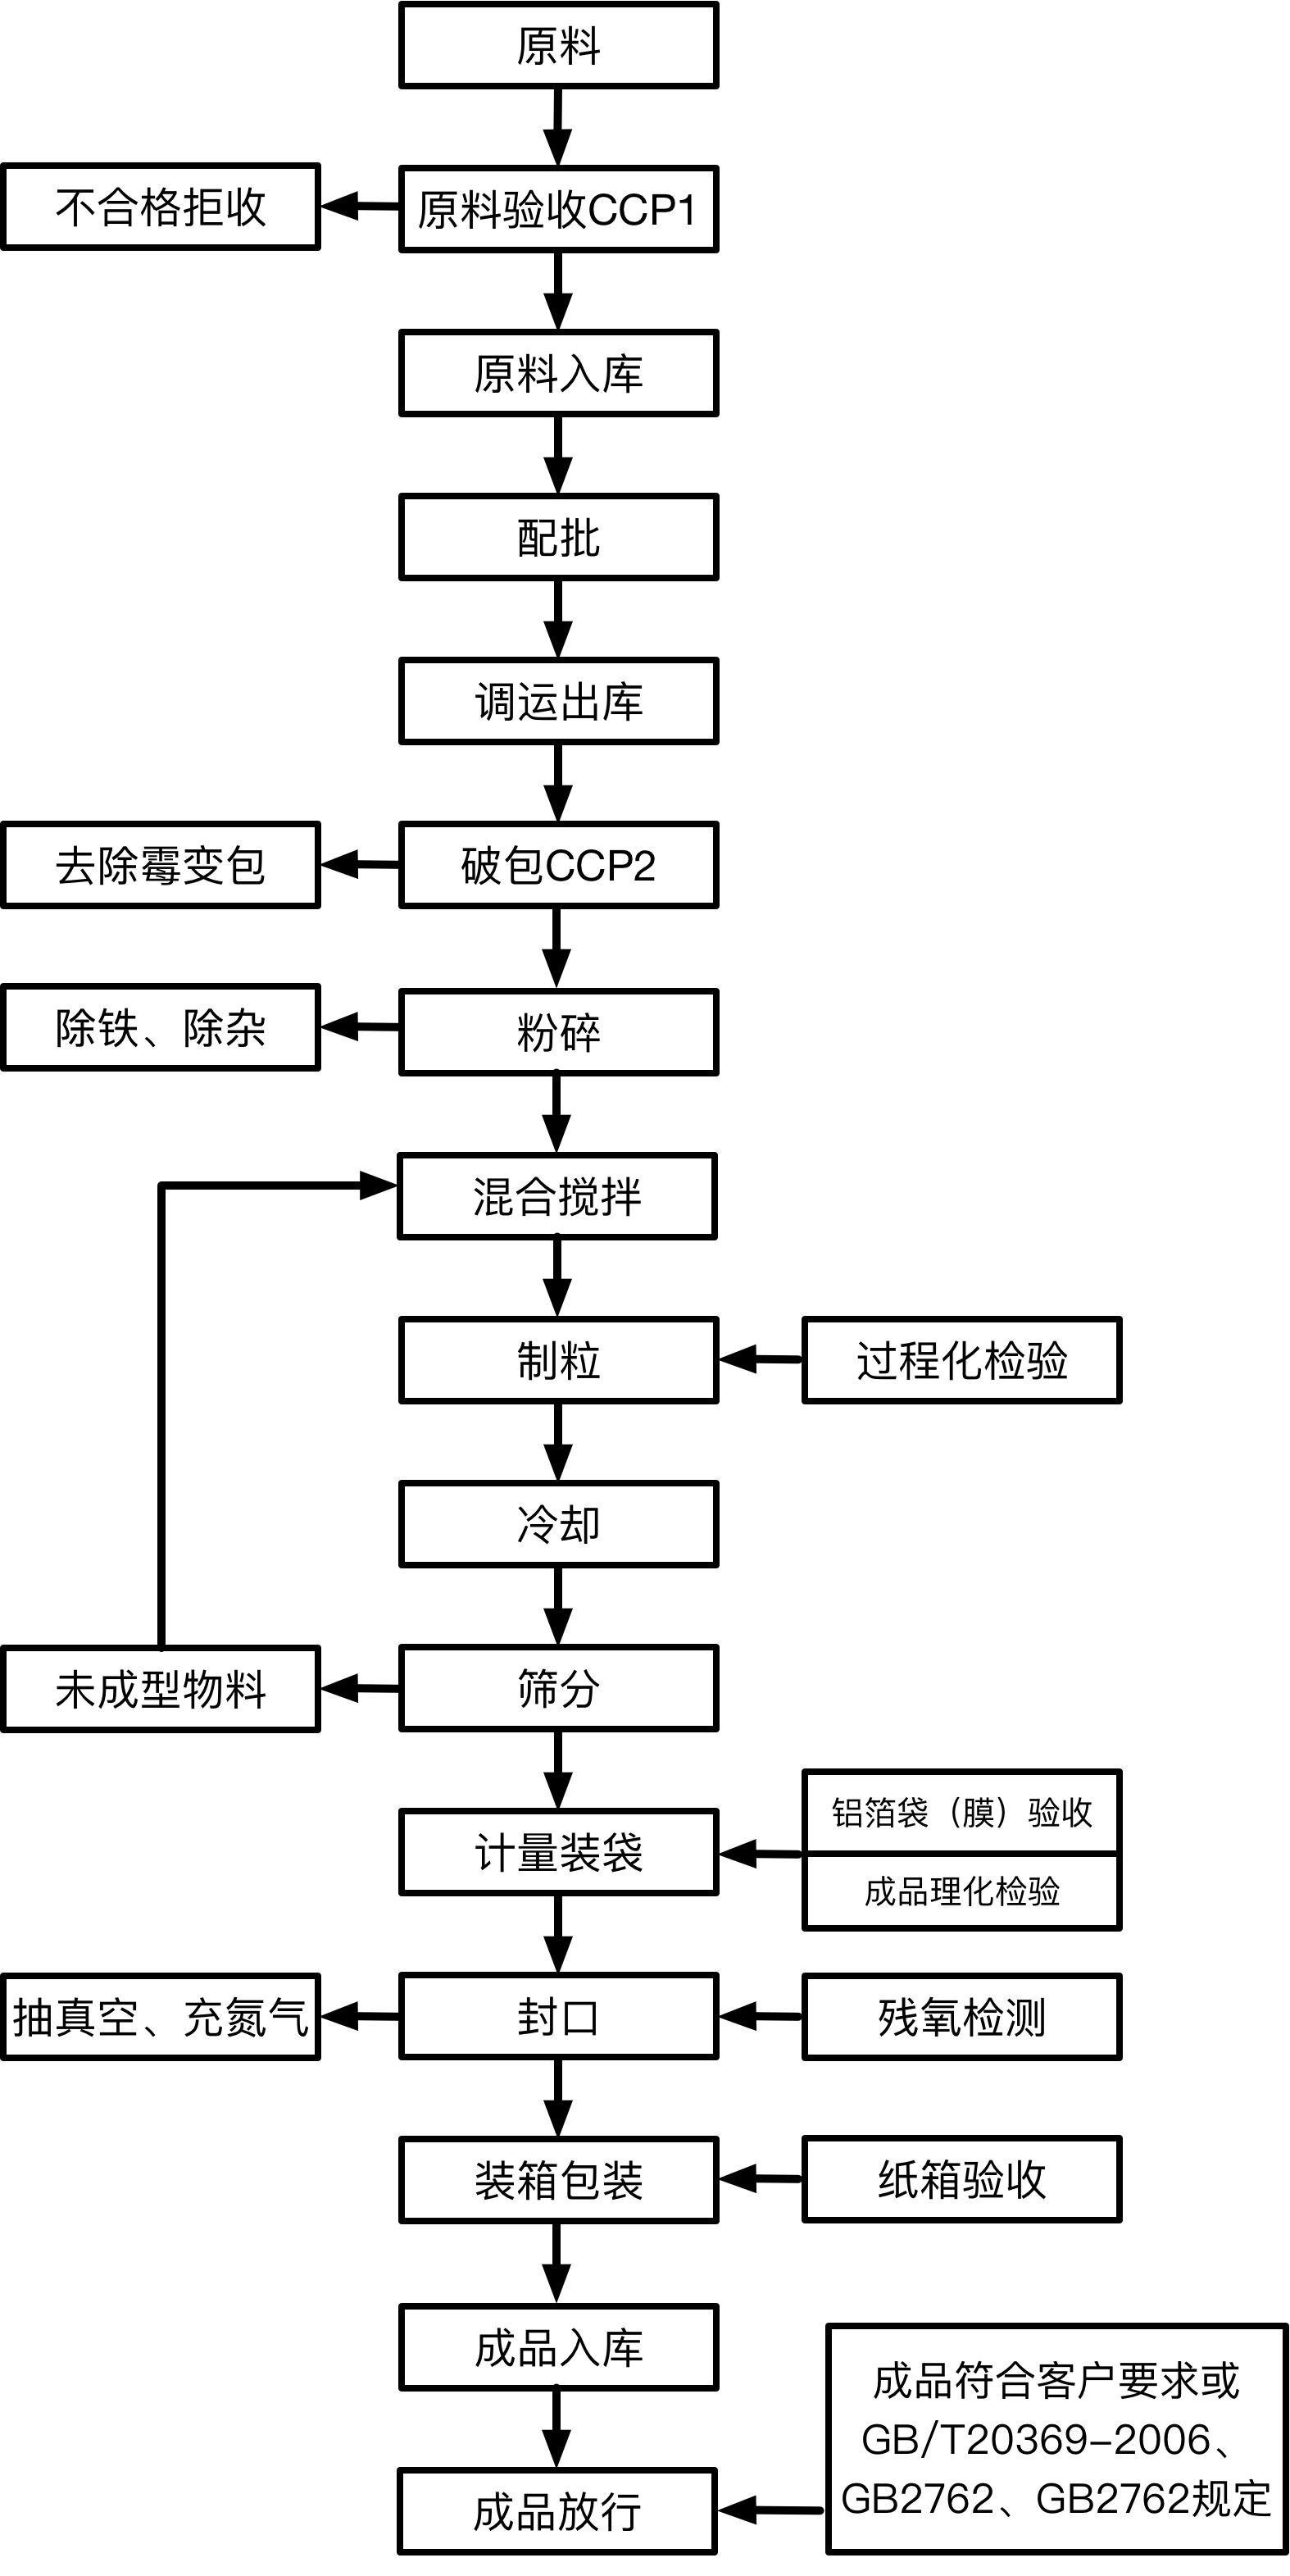 原料
不合格拒收
原料验收CCP1
原料入库
配批
调运出库
去除霉变包
破包CCP2
除铁、除杂
粉碎
混合搅拌
制粒
过程化检验
冷却
未成型物料
筛分
计量装袋
铝箔袋（膜）验收
成品理化检验
抽真空、充氮气
封口
残氧检测
装箱包装
纸箱验收
成品入库
成品放行
成品符合客户要求或
GB/T20369-2006、
GB2762、GB2762规定